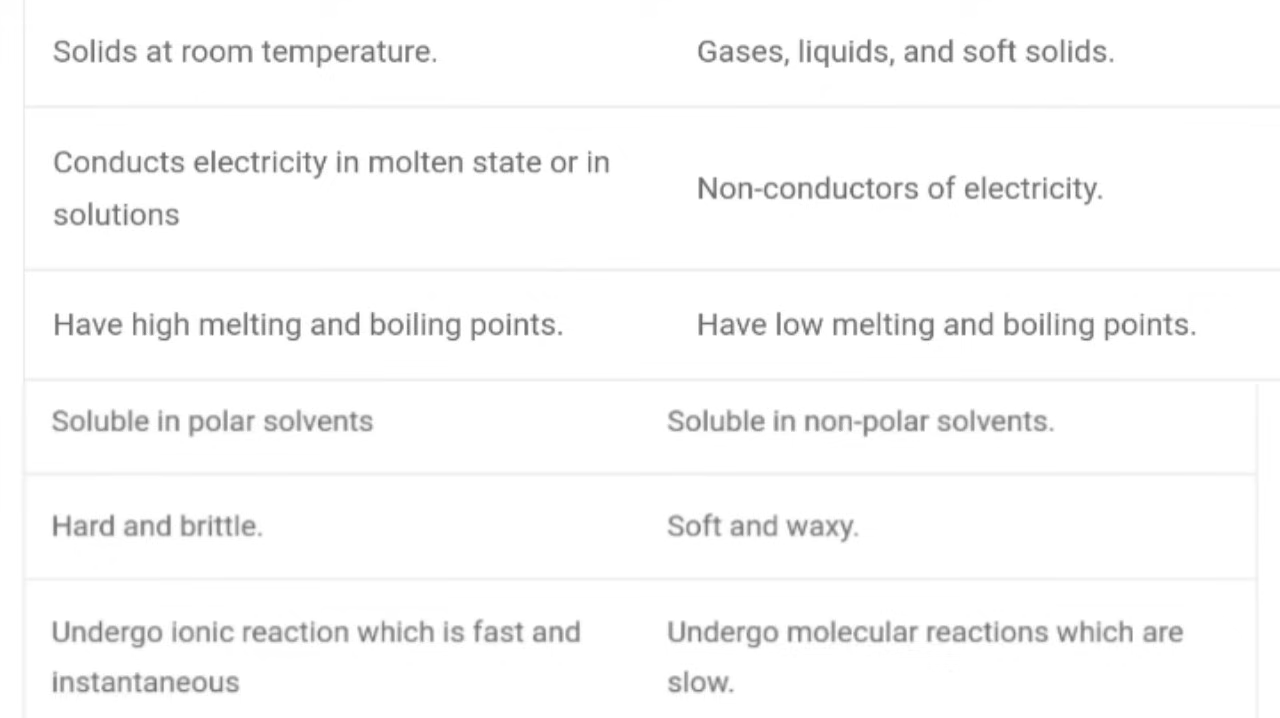 Solids at room temperature.
Gases, liquids, and soft solids.
Conducts electricity in molten state or in
solutions
Non-conductors of electricity.
Have high melting and boiling points.
Have low melting and boiling points.
Soluble in polar solvents
Soluble in non-polar solvents.
Hard and brittle.
Soft and waxy.
Undergo ionic reaction which is fast and
instantaneous
Undergo molecular reactions which are
slow.